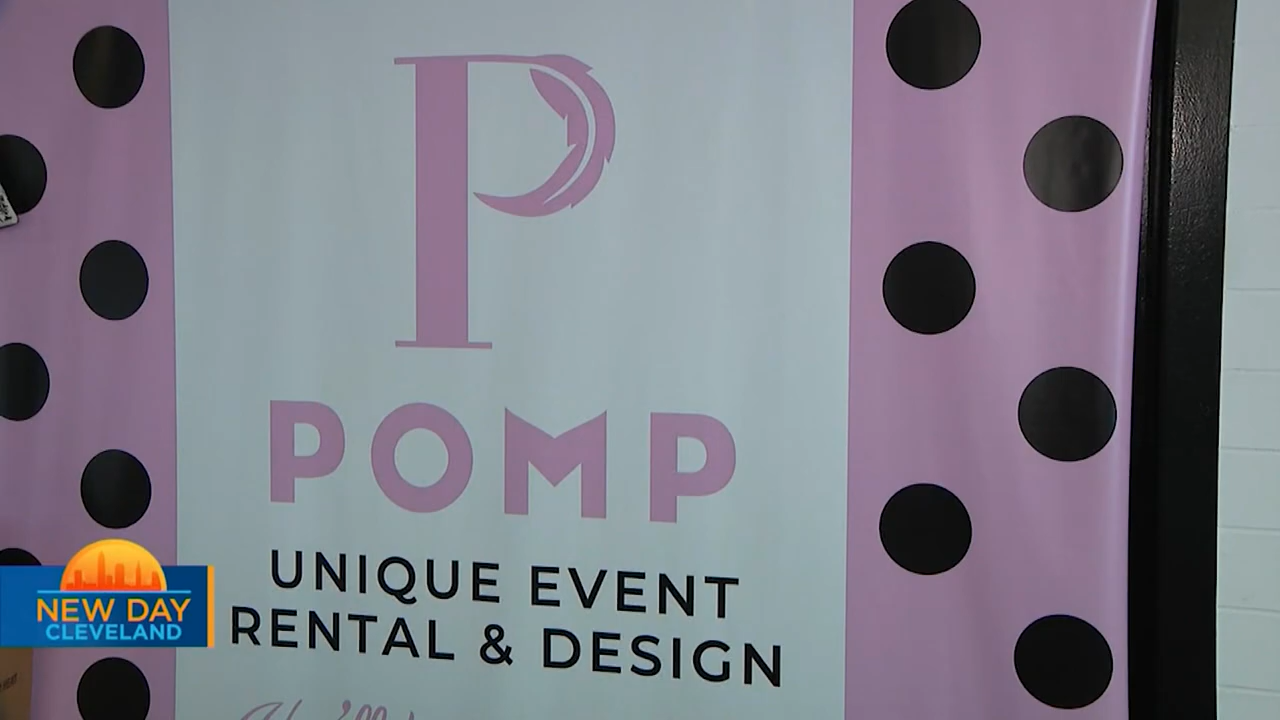 P
POMP
UNIQUE EVENT
RENTAL & DESIGN
NEW DAY
CLEVELAND